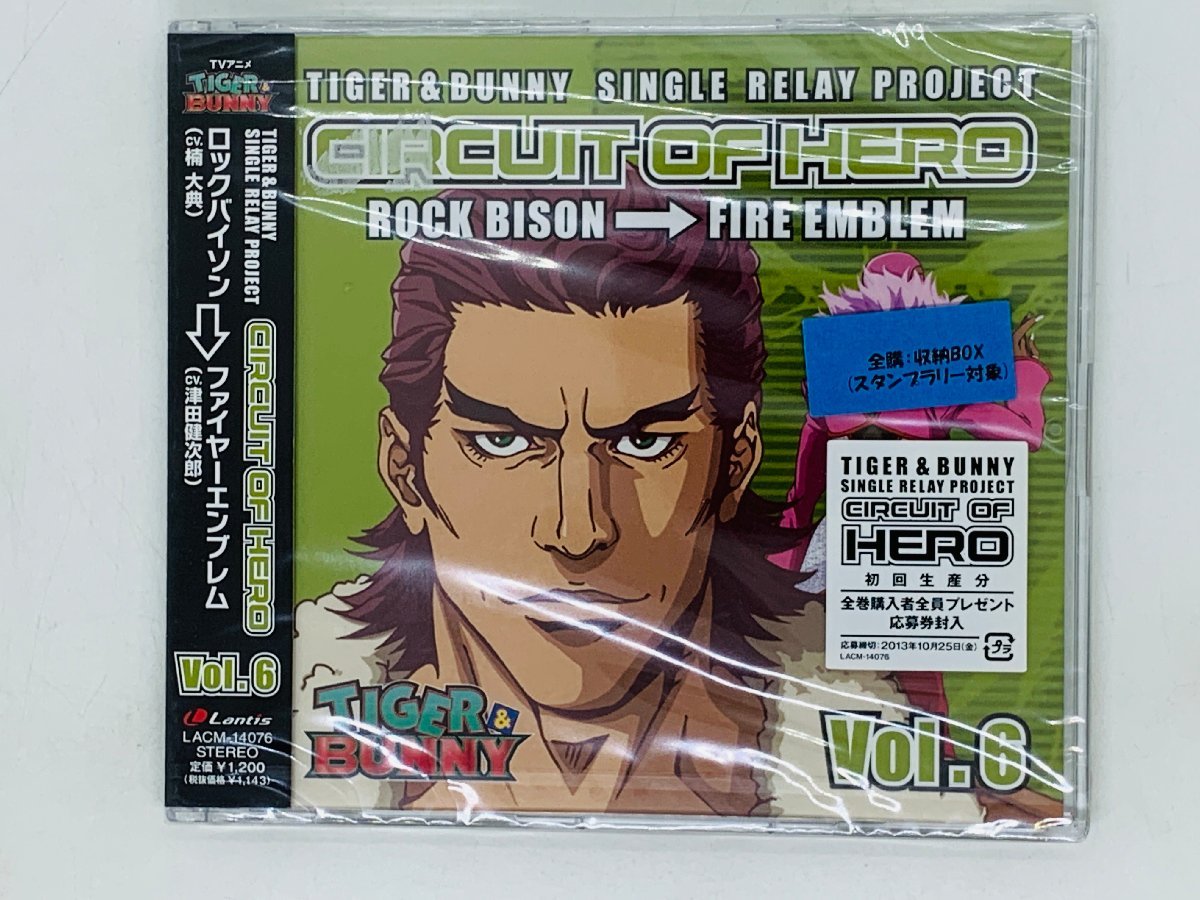 TVアニメ
TIGER &
BUNNY
TIGER & BUNNY
SINGLE RELAY PROJECT
CIRCUIT OF HERO
ロックバイソン
(CV.楠 大典)
ファイヤーエンブレム
(CV.津田健次郎)
Vol.6
Lantis
LACM-14076
STEREO
定価¥1,200
(税抜価格¥1,143)
TIGER & BUNNY SINGLE RELAY PROJECT
CIRCUIT OF HERO
ROCK BISON → FIRE EMBLEM
全購:収納BOX
(スタンプラリー対象)
TIGER & BUNNY
SINGLE RELAY PROJECT
CIRCUIT OF
HERO
初回生産分
全巻購入者全員プレゼント
応募券封入
応募締切:2013年10月25日(金)
LACM-14076
プラ
TIGER &
BUNNY
Vol.6